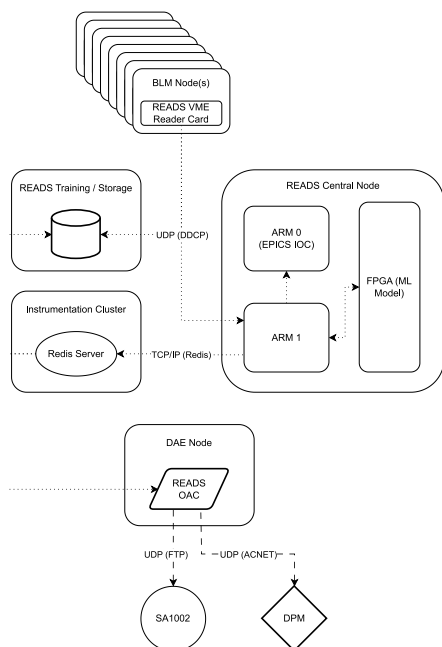 BLM Node(s)
READS VME
Reader Card
READS Training / Storage
READS Central Node
UDP (DDCP)
ARM 0
(EPICS IOC)
FPGA (ML
Model)
Instrumentation Cluster
Redis Server
TCP/IP (Redis)
ARM 1
DAE Node
READS
OAC
UDP (FTP)
UDP (ACNET)
SA1002
DPM